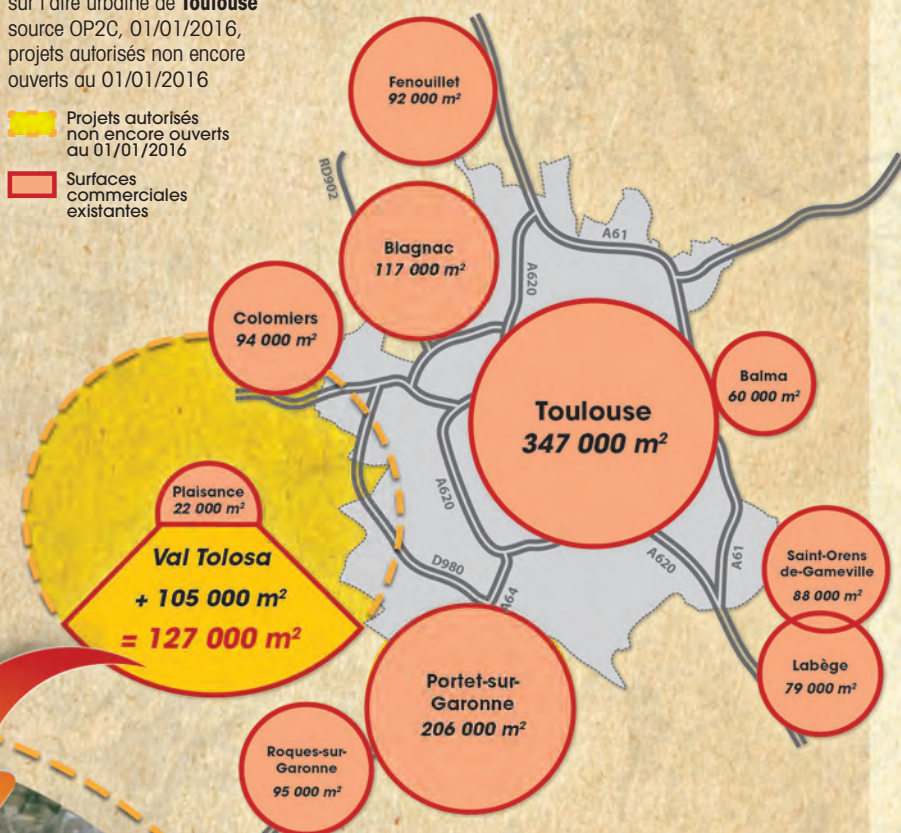 sur l'aire urbaine de Toulouse
source OP2C, 01/01/2016,
projets autorisés non encore
ouverts au 01/01/2016
Projets autorisés
non encore ouverts
au 01/01/2016
Surfaces
commerciales
existantes
Fenouillet
92 000 m²
RD902
Blagnac
117 000 m²
A61
A620
Colomiers
94 000 m²
Toulouse
347 000 m²
Balma
60 000 m²
Plaisance
22 000 m²
Val Tolosa
+ 105 000 m²
= 127 000 m²
A620
D980
A64
A620
A61
Saint-Orens
de-Gameville
88 000 m²
Labège
79 000 m²
Portet-sur-
Garonne
206 000 m²
Roques-sur-
Garonne
95 000 m²